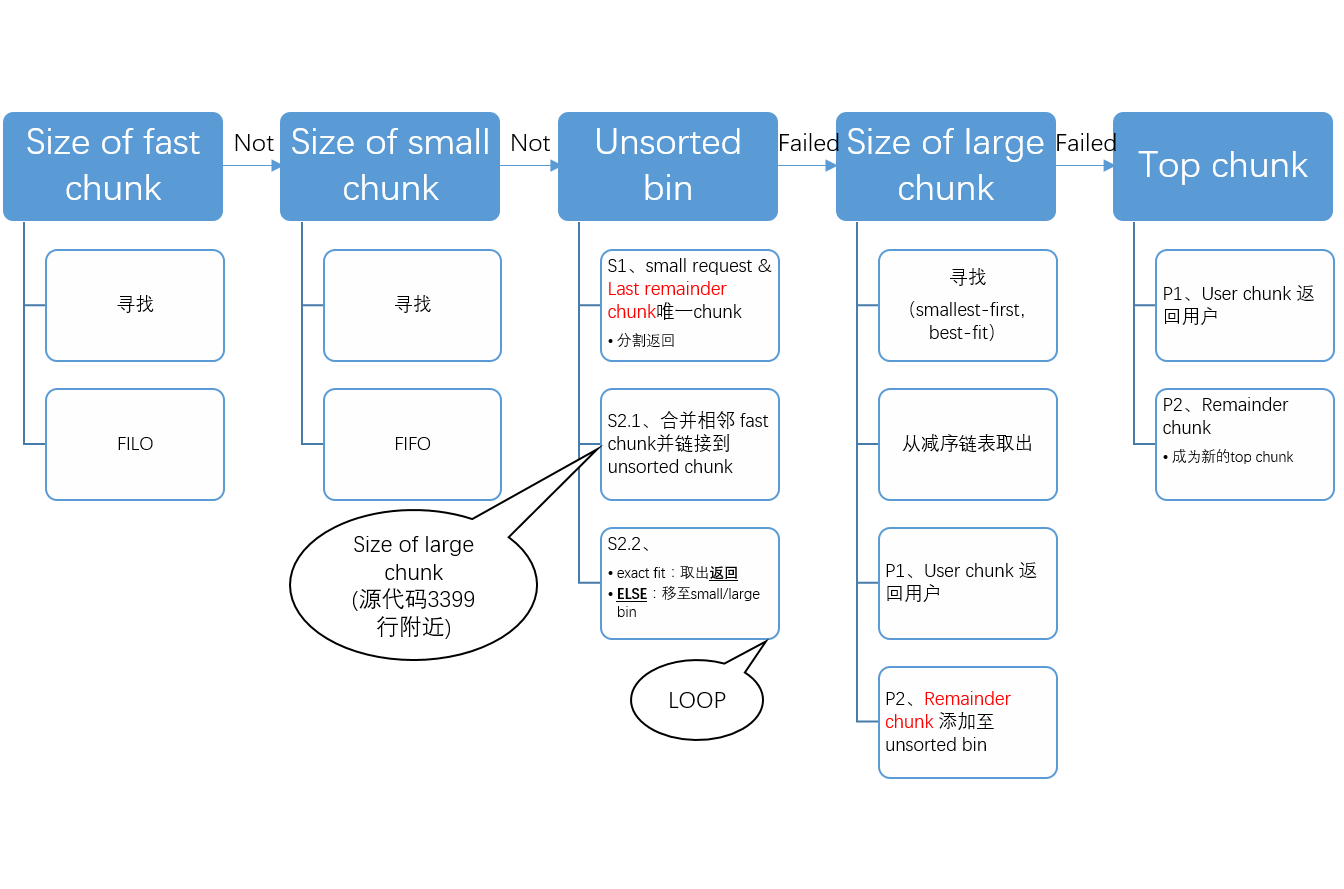 Size of fast
chunk
Not
Size of small
chunk
Not
Unsorted
bin
Failed
Size of large
chunk
Failed
Top chunk
寻找
FILO
寻找
FIFO
S1、small request &
Last remainder
chunk唯一chunk
• 分割返回
S2.1、合并相邻 fast
chunk并链接到
unsorted chunk
S2.2、
• exact fit：取出返回
• ELSE：移至small/large
bin
Size of large
chunk
(源代码3399
行附近)
LOOP
寻找
（smallest-first,
best-fit）
从减序链表取出
P1、User chunk 返
回用户
P2、Remainder
chunk 添加至
unsorted bin
P1、User chunk 返
回用户
P2、Remainder
chunk
• 成为新的top chunk